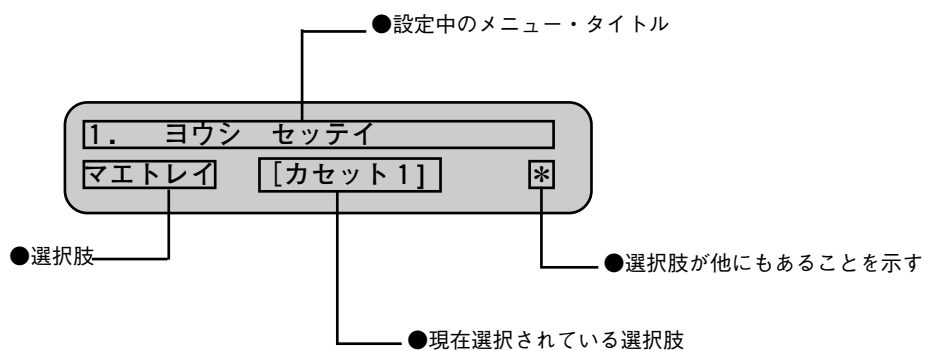 ●設定中のメニュー・タイトル
1. ヨウシ セッテイ
マエトレイ [カセット1] *
●選択肢
●選択肢が他にもあることを示す
●現在選択されている選択肢